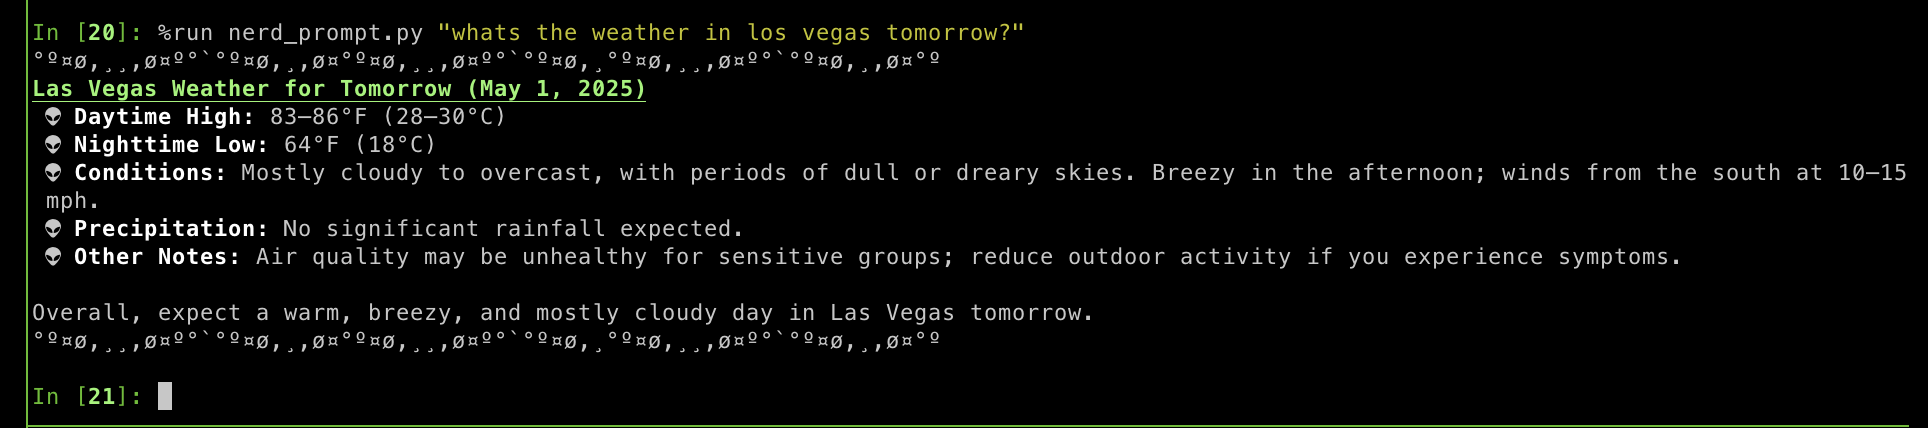 In [20]: %run nerd_prompt.py "whats the weather in los vegas tomorrow?"
°º¤ø,¸¸,ø¤º°`°º¤ø,¸,ø¤°º¤ø,¸¸,ø¤º°`°º¤ø,¸°º¤ø,¸¸,ø¤º°`°º¤ø,¸,ø¤°º
Las Vegas Weather for Tomorrow (May 1, 2025)
👽 Daytime High: 83–86°F (28–30°C)
👽 Nighttime Low: 64°F (18°C)
👽 Conditions: Mostly cloudy to overcast, with periods of dull or dreary skies. Breezy in the afternoon; winds from the south at 10–15
mph.
👽 Precipitation: No significant rainfall expected.
👽 Other Notes: Air quality may be unhealthy for sensitive groups; reduce outdoor activity if you experience symptoms.
Overall, expect a warm, breezy, and mostly cloudy day in Las Vegas tomorrow.
°º¤ø,¸¸,ø¤º°`°º¤ø,¸,ø¤°º¤ø,¸¸,ø¤º°`°º¤ø,¸°º¤ø,¸¸,ø¤º°`°º¤ø,¸,ø¤°º
In [21]: